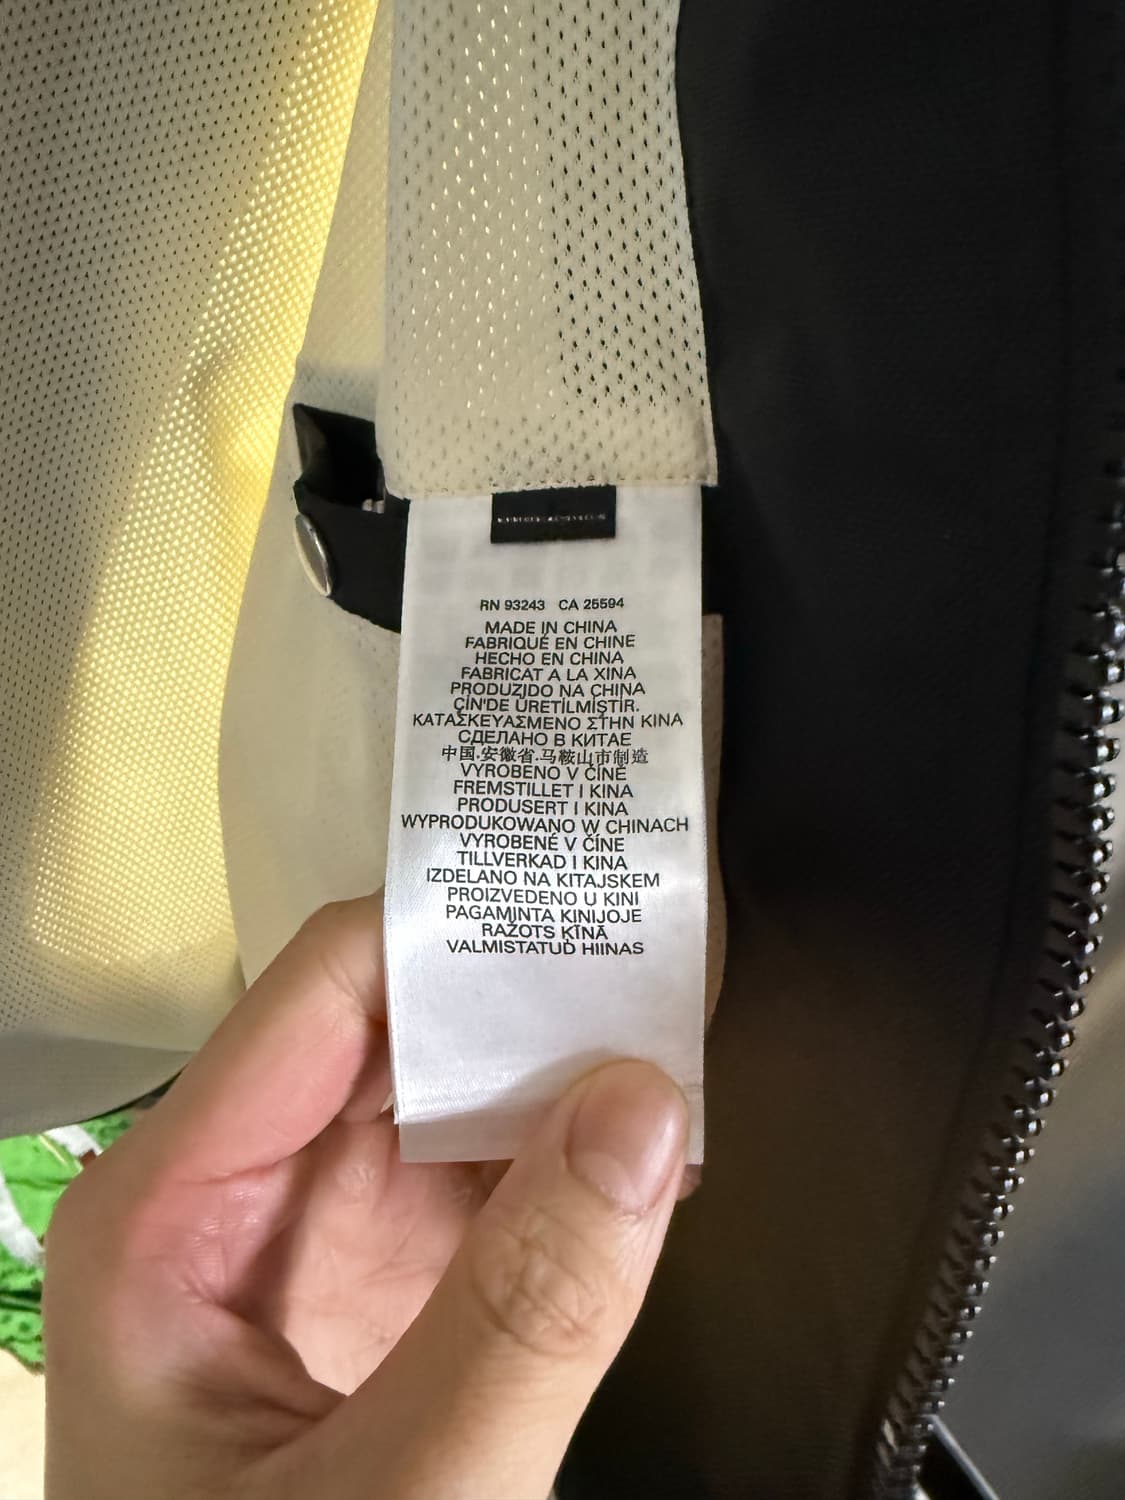 RN 93243 CA 25594
MADE IN CHINA
FABRIQUÉ EN CHINE
HECHO EN CHINA
FABRICAT A LA XINA
PRODUZIDO NA CHINA
ÇİN'DE ÜRETİLMİŞTİR.
ΚΑΤΑΣΚΕΥΑΣΜΕΝΟ ΣΤΗΝ ΚΙΝΑ
СДЕЛАНО В КИТАЕ
中国.安徽省.马鞍山市制造
VYROBENO V ČÍNĚ
FREMSTILLET I KINA
PRODUSERT I KINA
WYPRODUKOWANO W CHINACH
VYROBENÉ V ČÍNE
TILLVERKAD I KINA
IZDELANO NA KITAJSKEM
PROIZVEDENO U KINI
PAGAMINTA KINIJOJE
RAŽOTS ĶĪNĀ
VALMISTATUD HIINAS